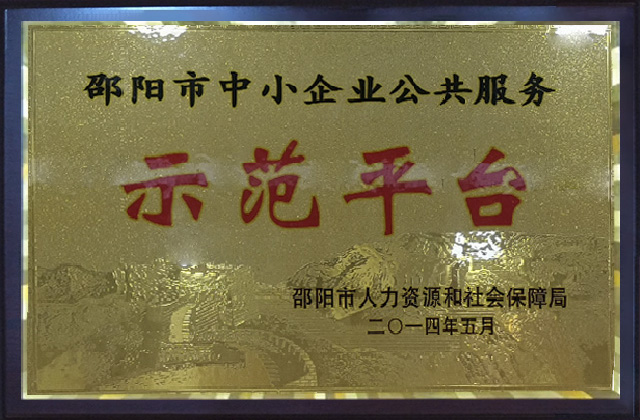 邵阳市中小企业公共服务
示范平台
邵阳市人力资源和社会保障局
二〇一四年五月